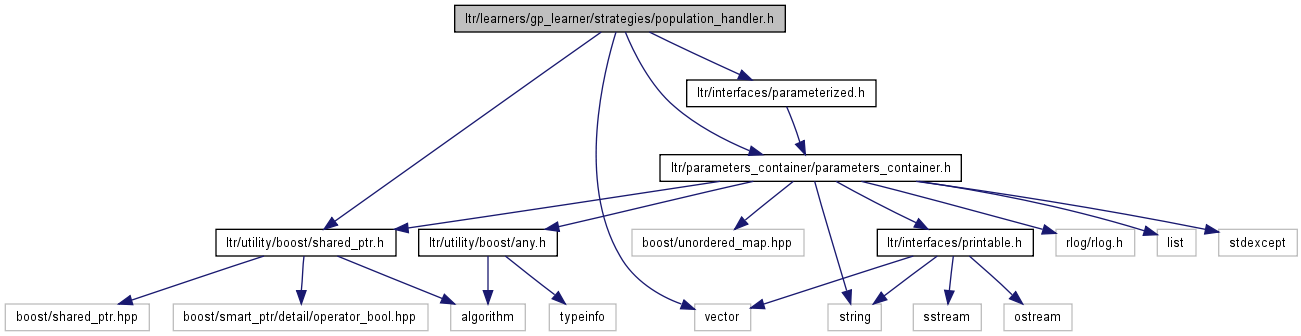 ltr/learners/gp_learner/strategies/population_handler.h
ltr/interfaces/parameterized.h
ltr/parameters_container/parameters_container.h
ltr/utility/boost/shared_ptr.h
ltr/utility/boost/any.h
boost/unordered_map.hpp
ltr/interfaces/printable.h
rlog/rlog.h
list
stdexcept
boost/shared_ptr.hpp
boost/smart_ptr/detail/operator_bool.hpp
algorithm
typeinfo
vector
string
sstream
ostream